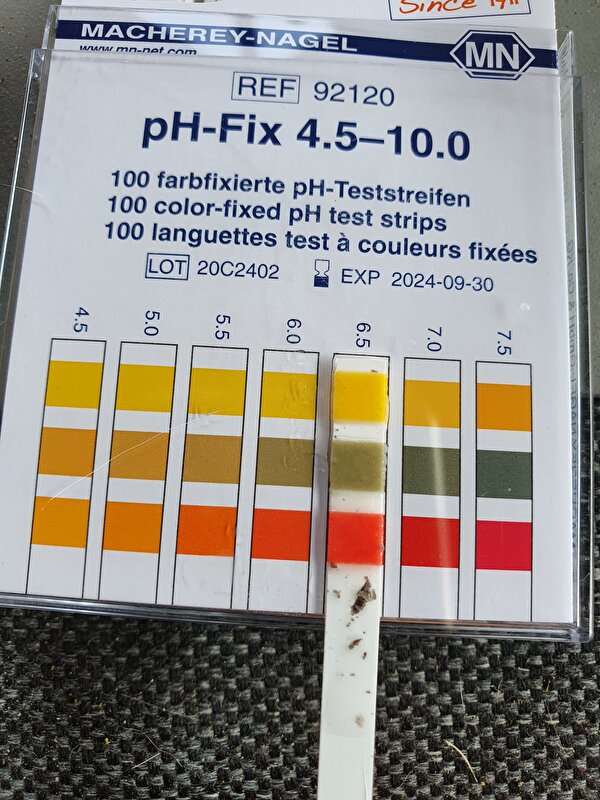 Since 1911
MACHEREY-NAGEL
www.mn-net.com
MN
REF 92120
pH-Fix 4.5–10.0
100 farbfixierte pH-Teststreifen
100 color-fixed pH test strips
100 languettes test à couleurs fixées
LOT 20C2402 EXP 2024-09-30
4.5 5.0 5.5 6.0 6.5 7.0 7.5